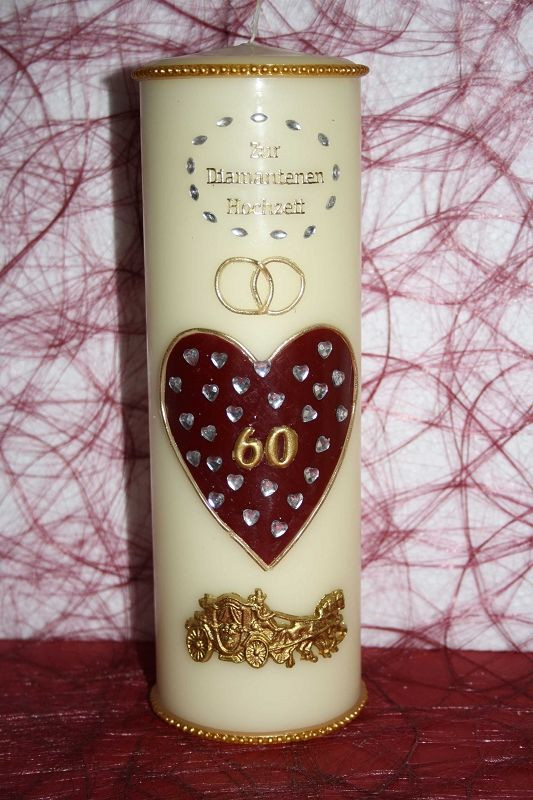 Zur
Diamantenen
Hochzeit
60